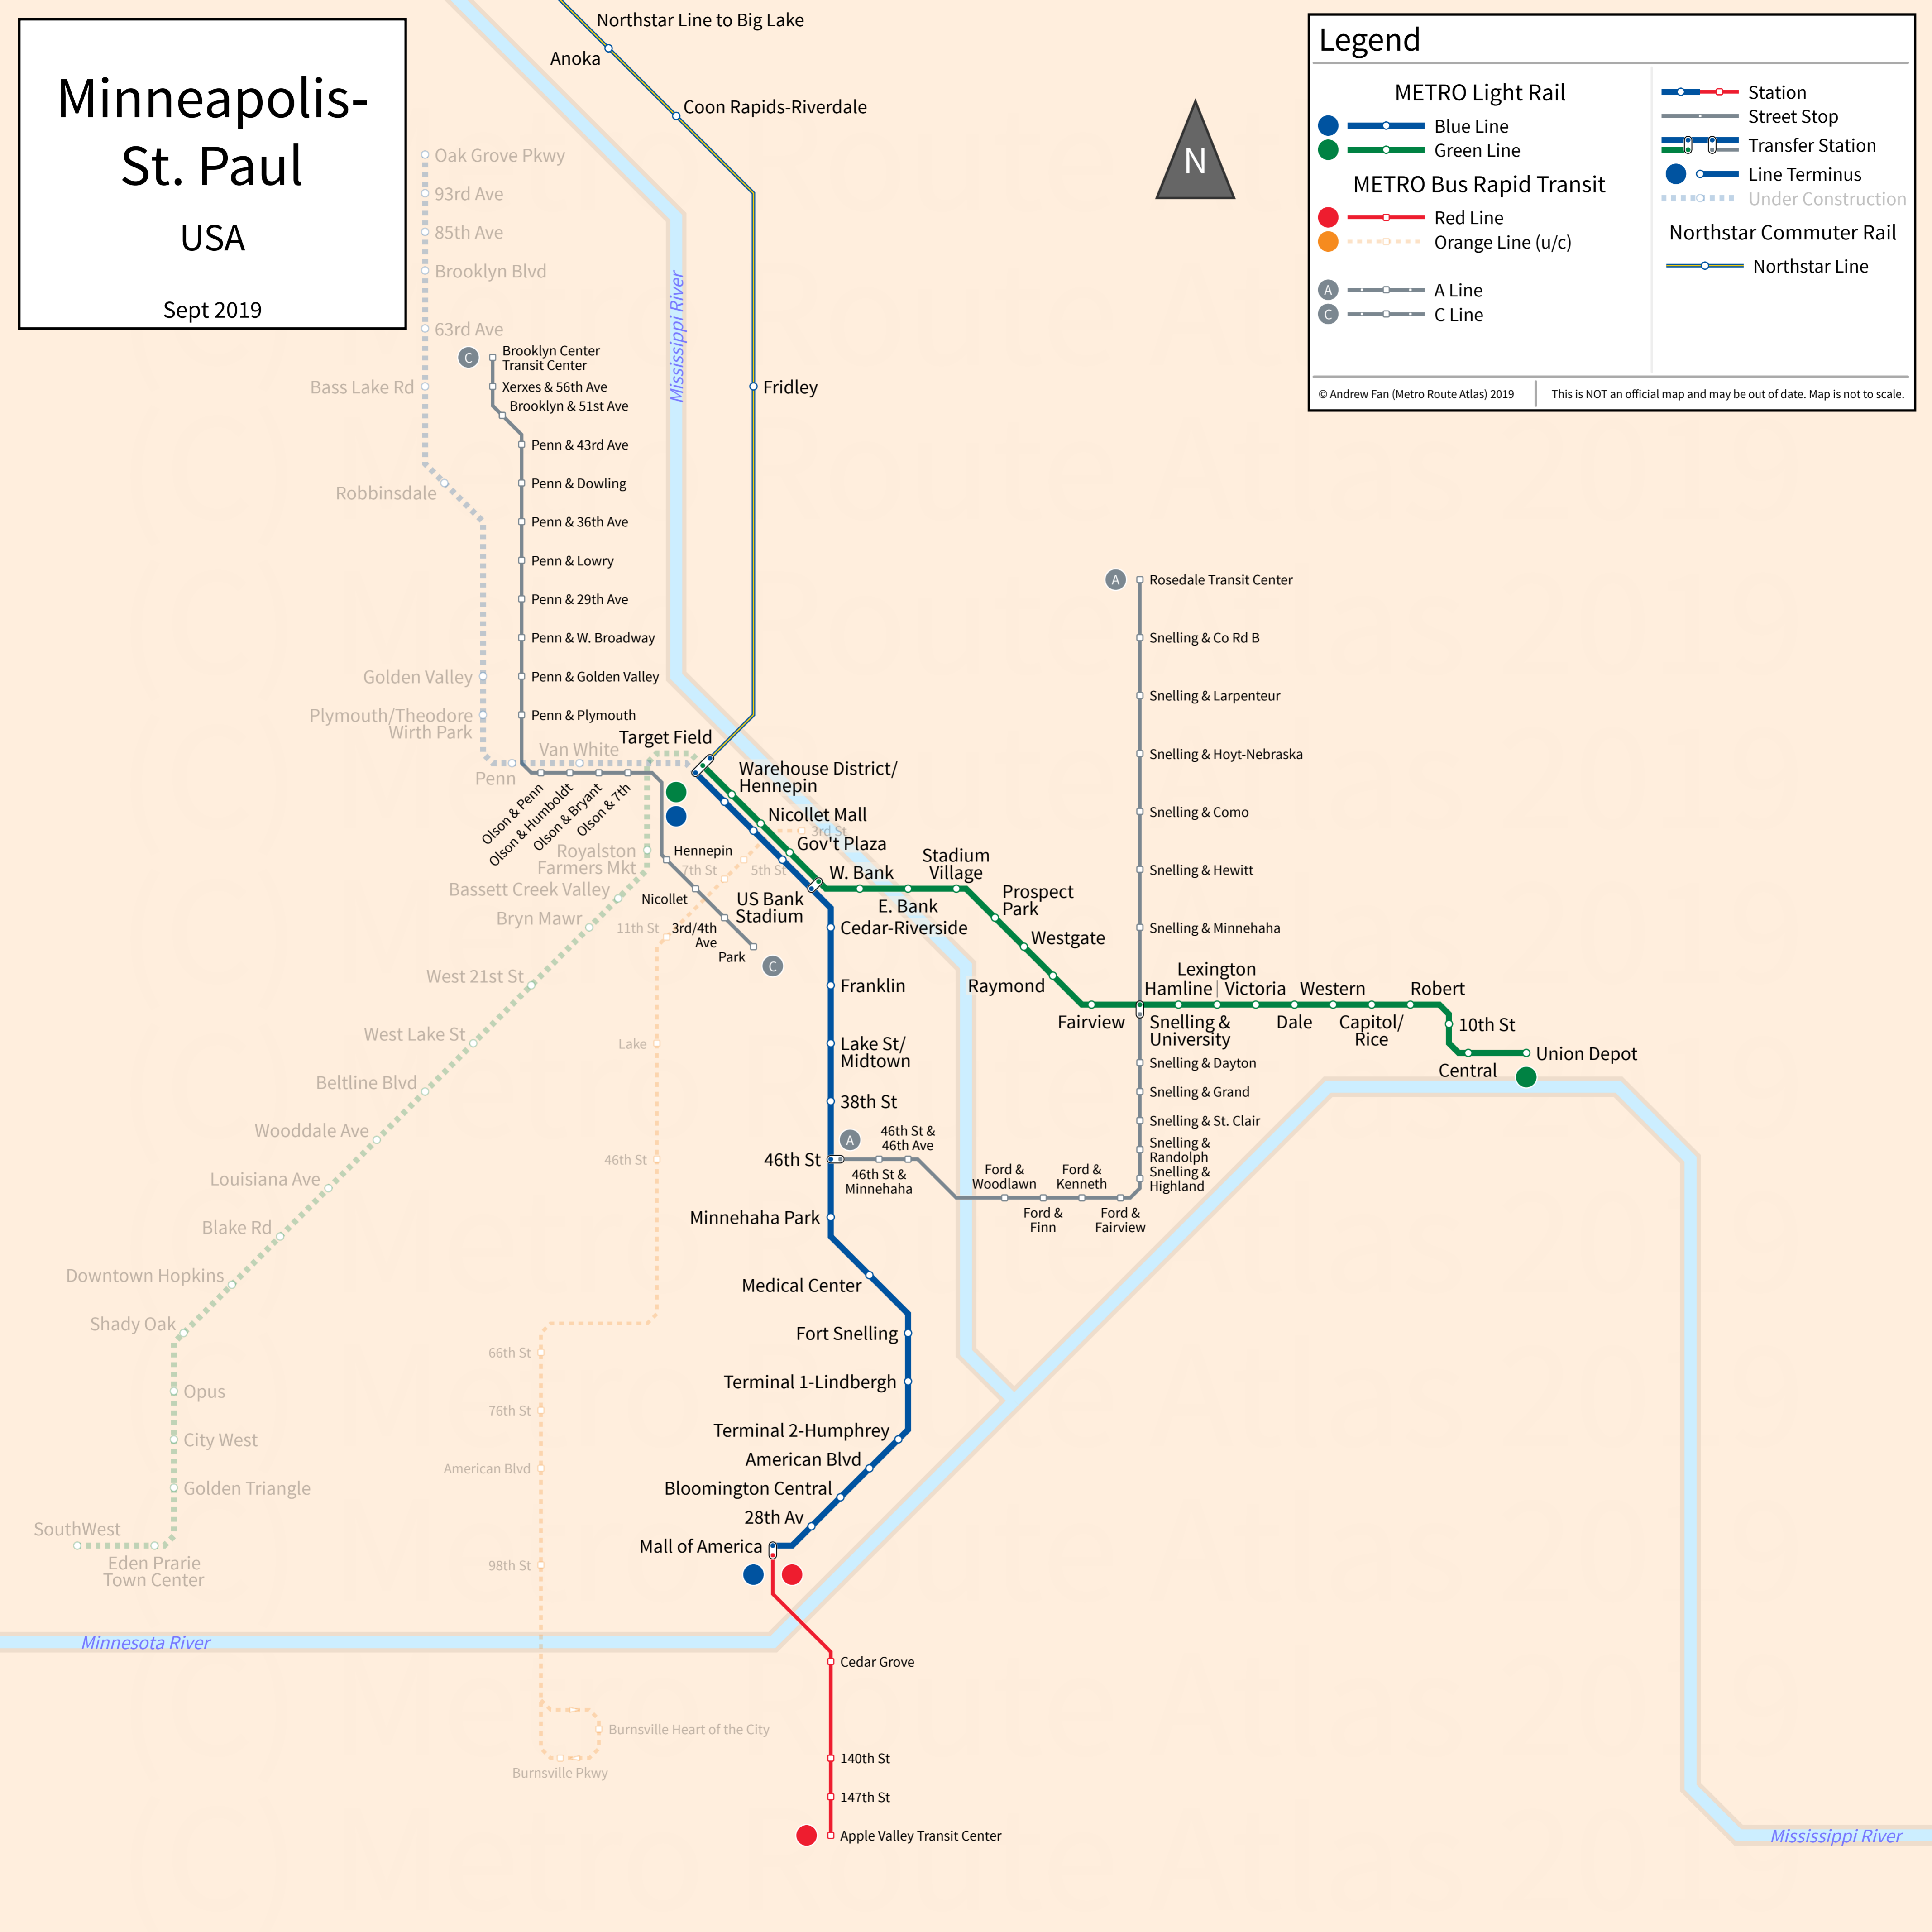 Minneapolis-
St. Paul
USA
Sept 2019
Legend
METRO Light Rail
Blue Line
Green Line
METRO Bus Rapid Transit
Red Line
Orange Line (u/c)
A
A Line
C
C Line
Station
Street Stop
Transfer Station
Line Terminus
Under Construction
Northstar Commuter Rail
Northstar Line
© Andrew Fan (Metro Route Atlas) 2019
This is NOT an official map and may be out of date. Map is not to scale.
N
Northstar Line to Big Lake
Anoka
Coon Rapids-Riverdale
Fridley
Mississippi River
Oak Grove Pkwy
93rd Ave
85th Ave
Brooklyn Blvd
63rd Ave
Bass Lake Rd
Robbinsdale
Golden Valley
Plymouth/Theodore
Wirth Park
Penn
Van White
C
Brooklyn Center
Transit Center
Xerxes & 56th Ave
Brooklyn & 51st Ave
Penn & 43rd Ave
Penn & Dowling
Penn & 36th Ave
Penn & Lowry
Penn & 29th Ave
Penn & W. Broadway
Penn & Golden Valley
Penn & Plymouth
Olson & Penn
Olson & Humboldt
Olson & Bryant
Olson & 7th
Hennepin
Nicollet
3rd/4th
Ave
Park
C
Target Field
Warehouse District/
Hennepin
Nicollet Mall
Gov't Plaza
US Bank
Stadium
W. Bank
E. Bank
Stadium
Village
Prospect
Park
Westgate
Raymond
Fairview
Snelling &
University
Hamline
Lexington
Victoria
Dale
Western
Capitol/
Rice
Robert
10th St
Central
Union Depot
3rd St
5th St
7th St
11th St
Lake
46th St
66th St
76th St
American Blvd
98th St
Burnsville Heart of the City
Burnsville Pkwy
Royalston
Farmers Mkt
Bassett Creek Valley
Bryn Mawr
West 21st St
West Lake St
Beltline Blvd
Wooddale Ave
Louisiana Ave
Blake Rd
Downtown Hopkins
Shady Oak
Opus
City West
Golden Triangle
SouthWest
Eden Prarie
Town Center
Cedar-Riverside
Franklin
Lake St/
Midtown
38th St
46th St
Minnehaha Park
Medical Center
Fort Snelling
Terminal 1-Lindbergh
Terminal 2-Humphrey
American Blvd
Bloomington Central
28th Av
Mall of America
A
Rosedale Transit Center
Snelling & Co Rd B
Snelling & Larpenteur
Snelling & Hoyt-Nebraska
Snelling & Como
Snelling & Hewitt
Snelling & Minnehaha
Snelling & Dayton
Snelling & Grand
Snelling & St. Clair
Snelling &
Randolph
Snelling &
Highland
Ford &
Fairview
Ford &
Kenneth
Ford &
Finn
Ford &
Woodlawn
46th St &
46th Ave
46th St &
Minnehaha
A
Cedar Grove
140th St
147th St
Apple Valley Transit Center
Minnesota River
Mississippi River